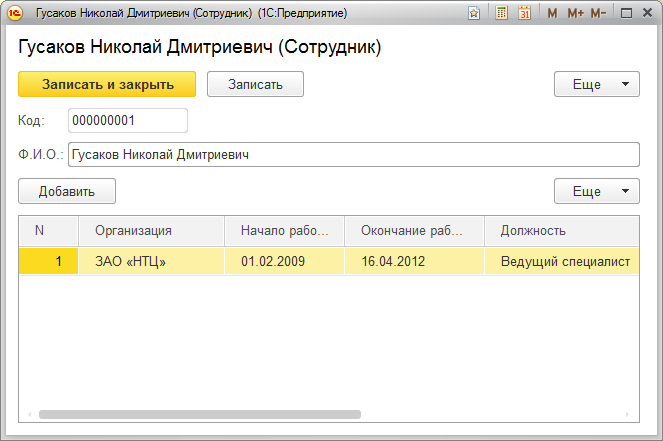 Гусаков Николай Дмитриевич (Сотрудник) (1С:Предприятие) M M+ M-
Гусаков Николай Дмитриевич (Сотрудник)
Записать и закрыть Записать Еще
Код: 000000001
Ф.И.О.: Гусаков Николай Дмитриевич
Добавить Еще
N Организация Начало рабо... Окончание раб... Должность
1 ЗАО «НТЦ» 01.02.2009 16.04.2012 Ведущий специалист